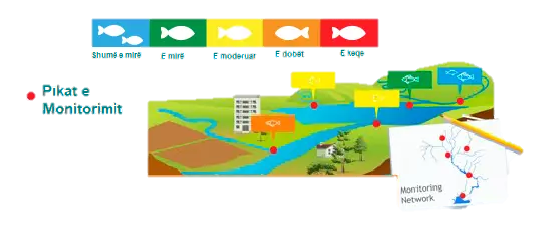 Shumë e mirë
E mirë
E moderuar
E dobët
E keqe
Pikat e
Monitorimit
Monitoring
Network